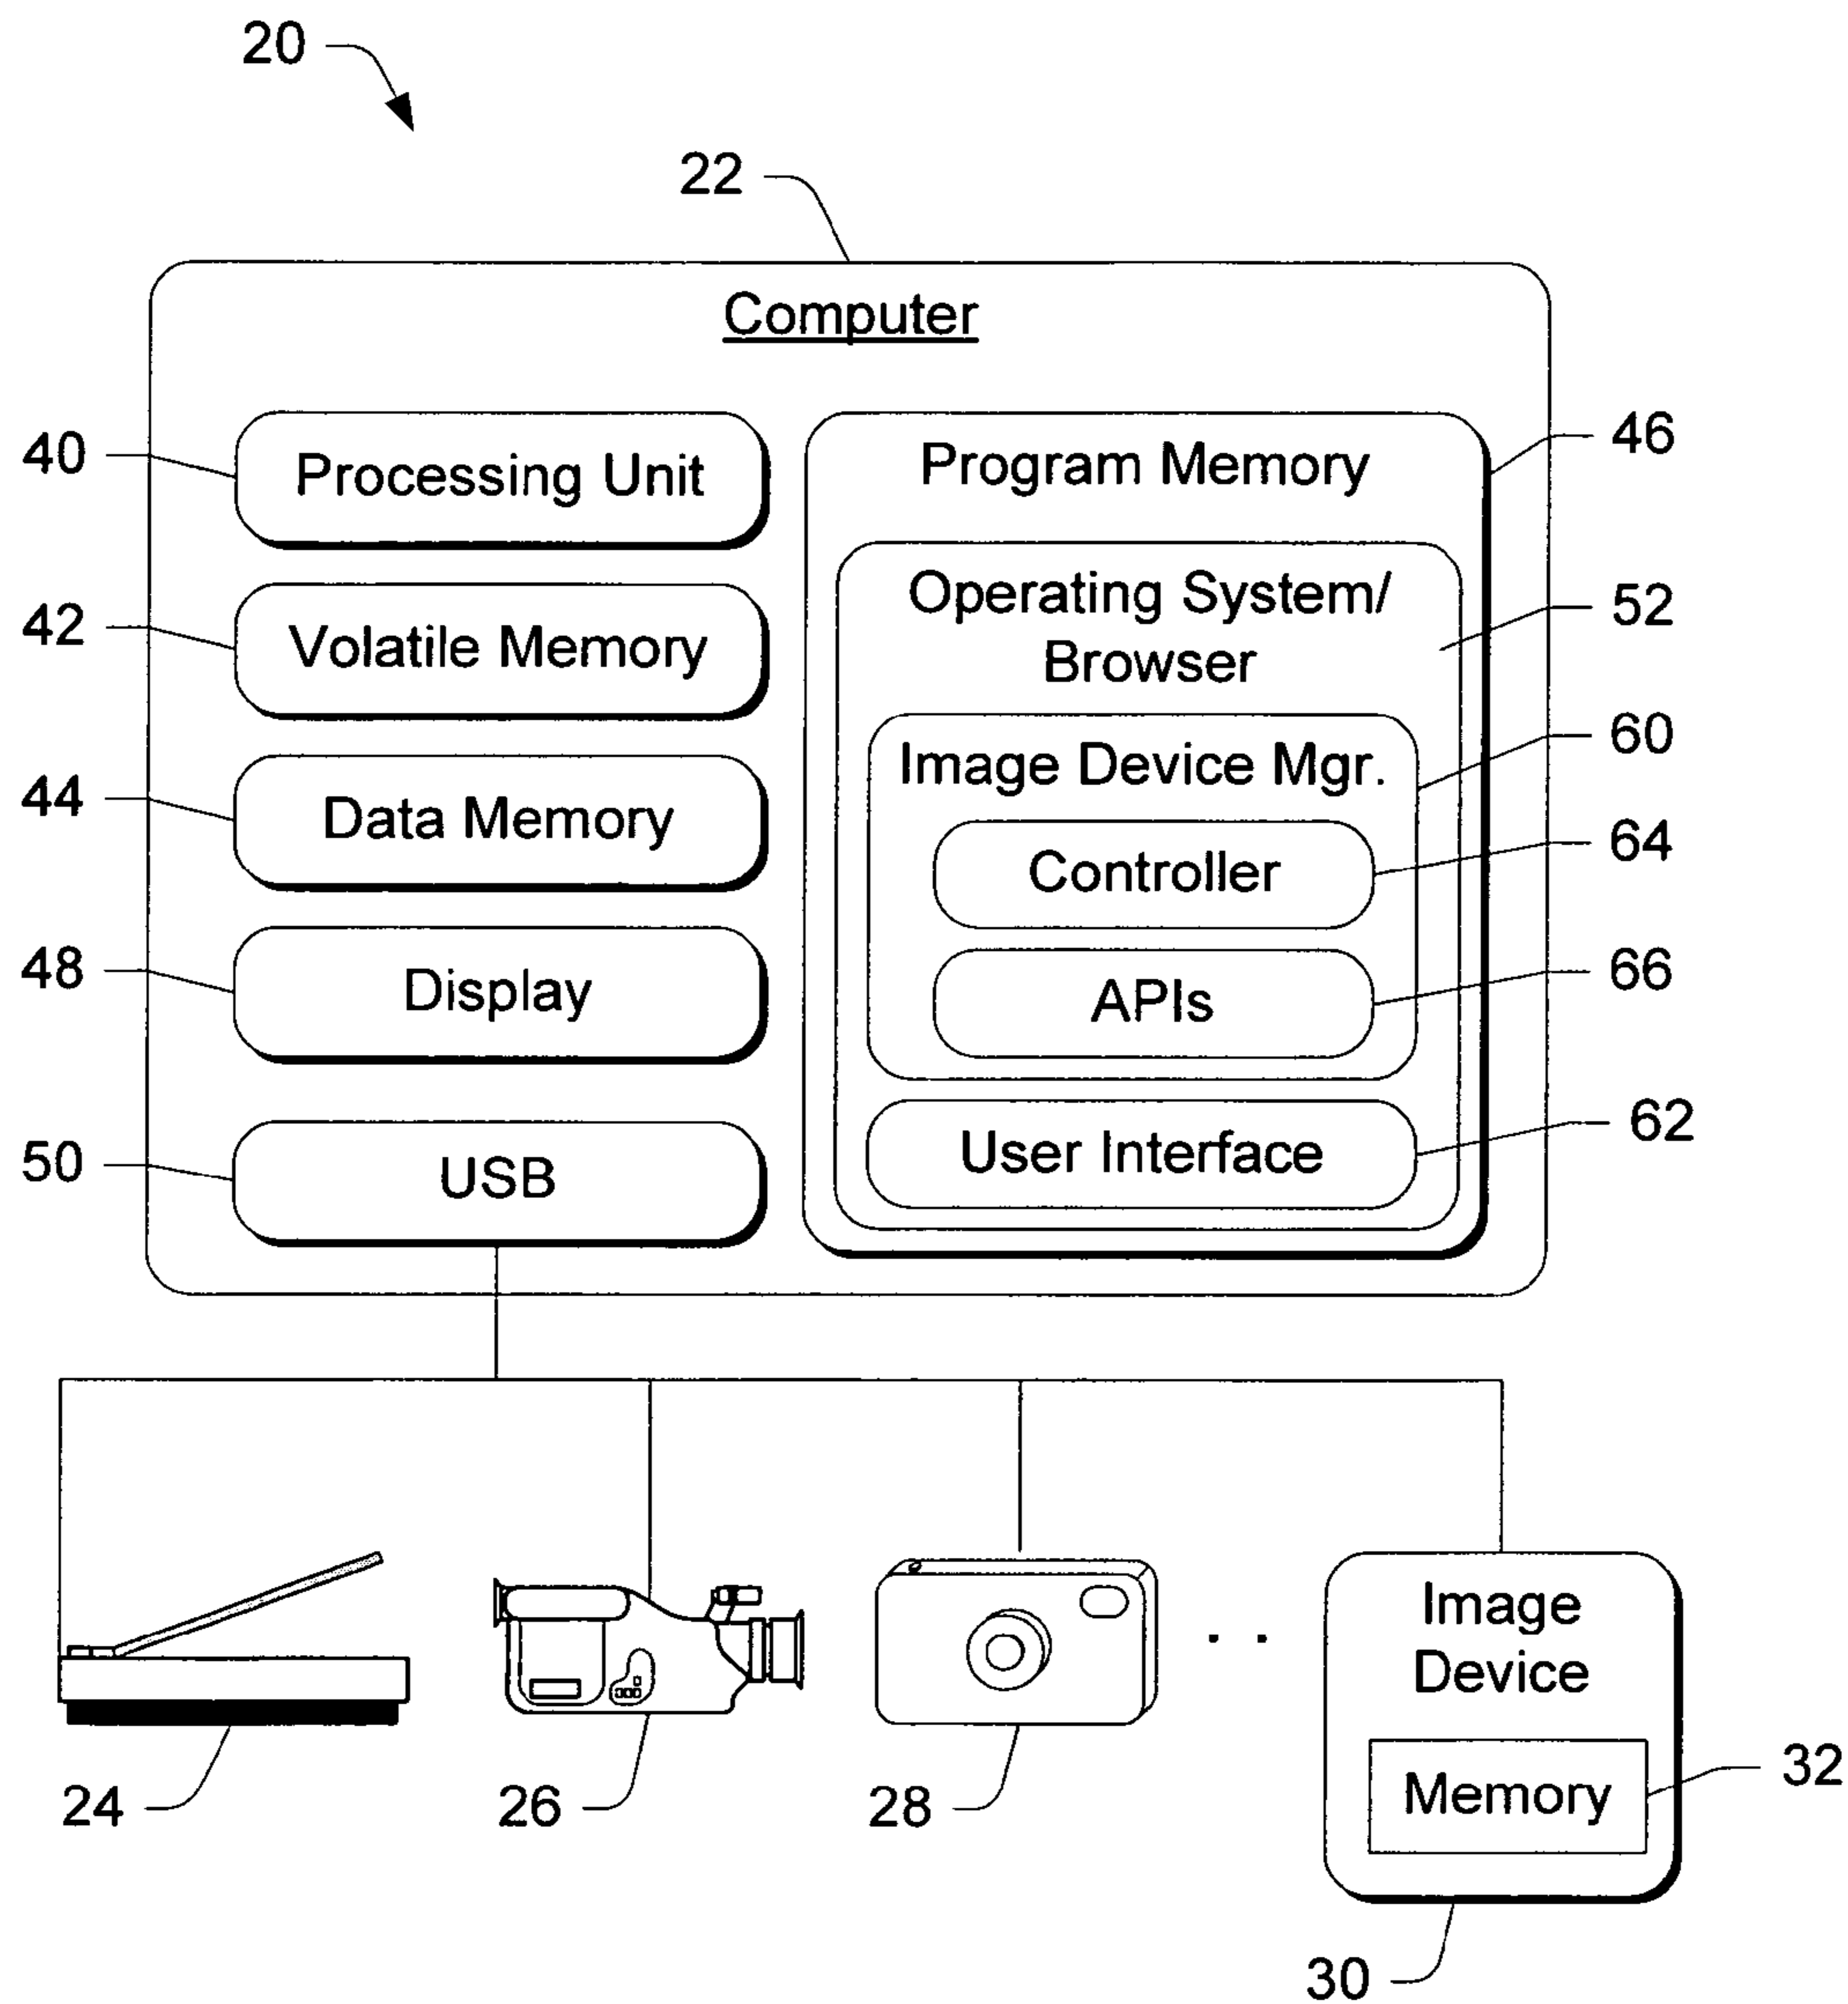 20
22
Computer
40
Processing Unit
Program Memory
46
42
Volatile Memory
Operating System/
Browser
52
44
Data Memory
Image Device Mgr.
60
Controller
64
48
Display
APIs
66
50
USB
User Interface
62
Image
Device
Memory
32
24
26
28
30